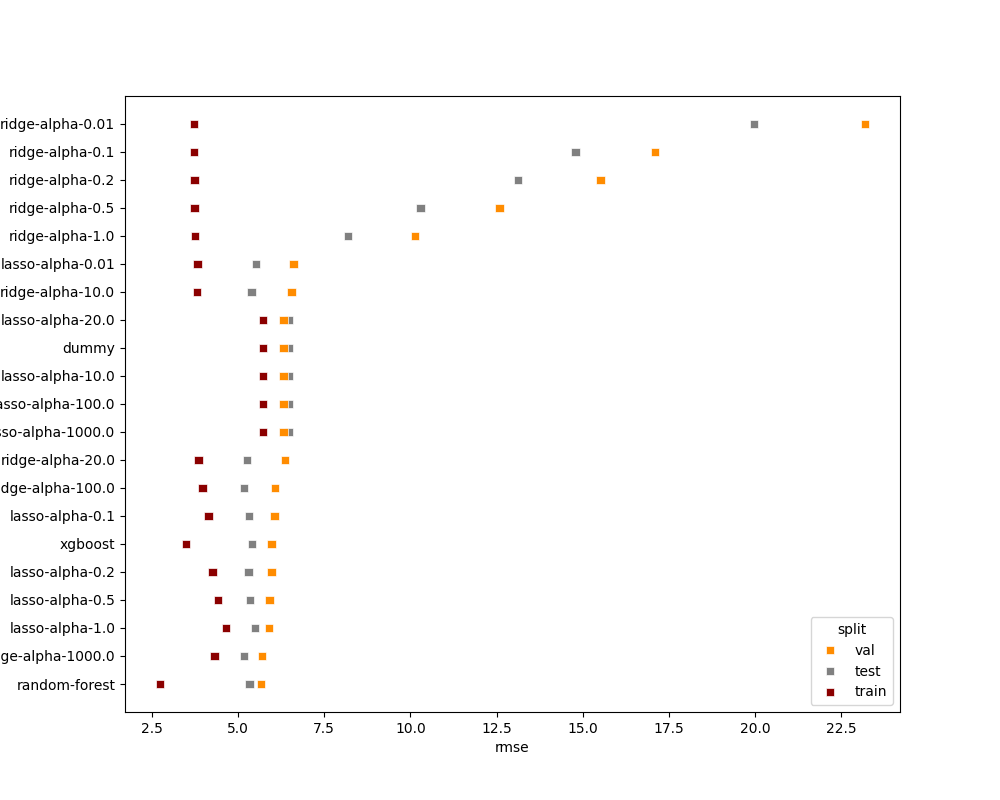 ridge-alpha-0.01
ridge-alpha-0.1
ridge-alpha-0.2
ridge-alpha-0.5
ridge-alpha-1.0
lasso-alpha-0.01
ridge-alpha-10.0
lasso-alpha-20.0
dummy
lasso-alpha-10.0
asso-alpha-100.0
sso-alpha-1000.0
ridge-alpha-20.0
dge-alpha-100.0
lasso-alpha-0.1
xgboost
lasso-alpha-0.2
lasso-alpha-0.5
lasso-alpha-1.0
ge-alpha-1000.0
random-forest
split
val
test
train
2.5 5.0 7.5 10.0 12.5 15.0 17.5 20.0 22.5
rmse